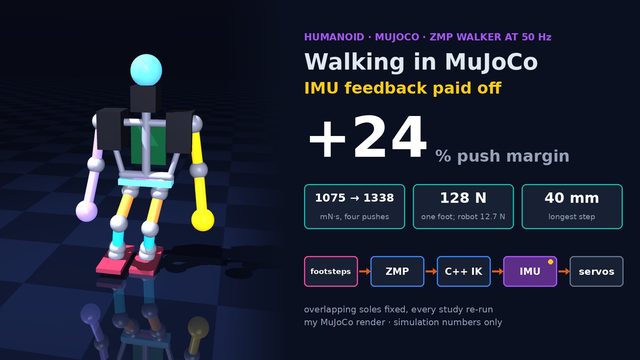 HUMANOID · MUJOCO · ZMP WALKER AT 50 Hz
Walking in MuJoCo
IMU feedback paid off
+24 % push margin
1075 → 1338
mN·s, four pushes
128 N
one foot; robot 12.7 N
40 mm
longest step
footsteps
ZMP
C++ IK
IMU
servos
overlapping soles fixed, every study re-run
my MuJoCo render · simulation numbers only